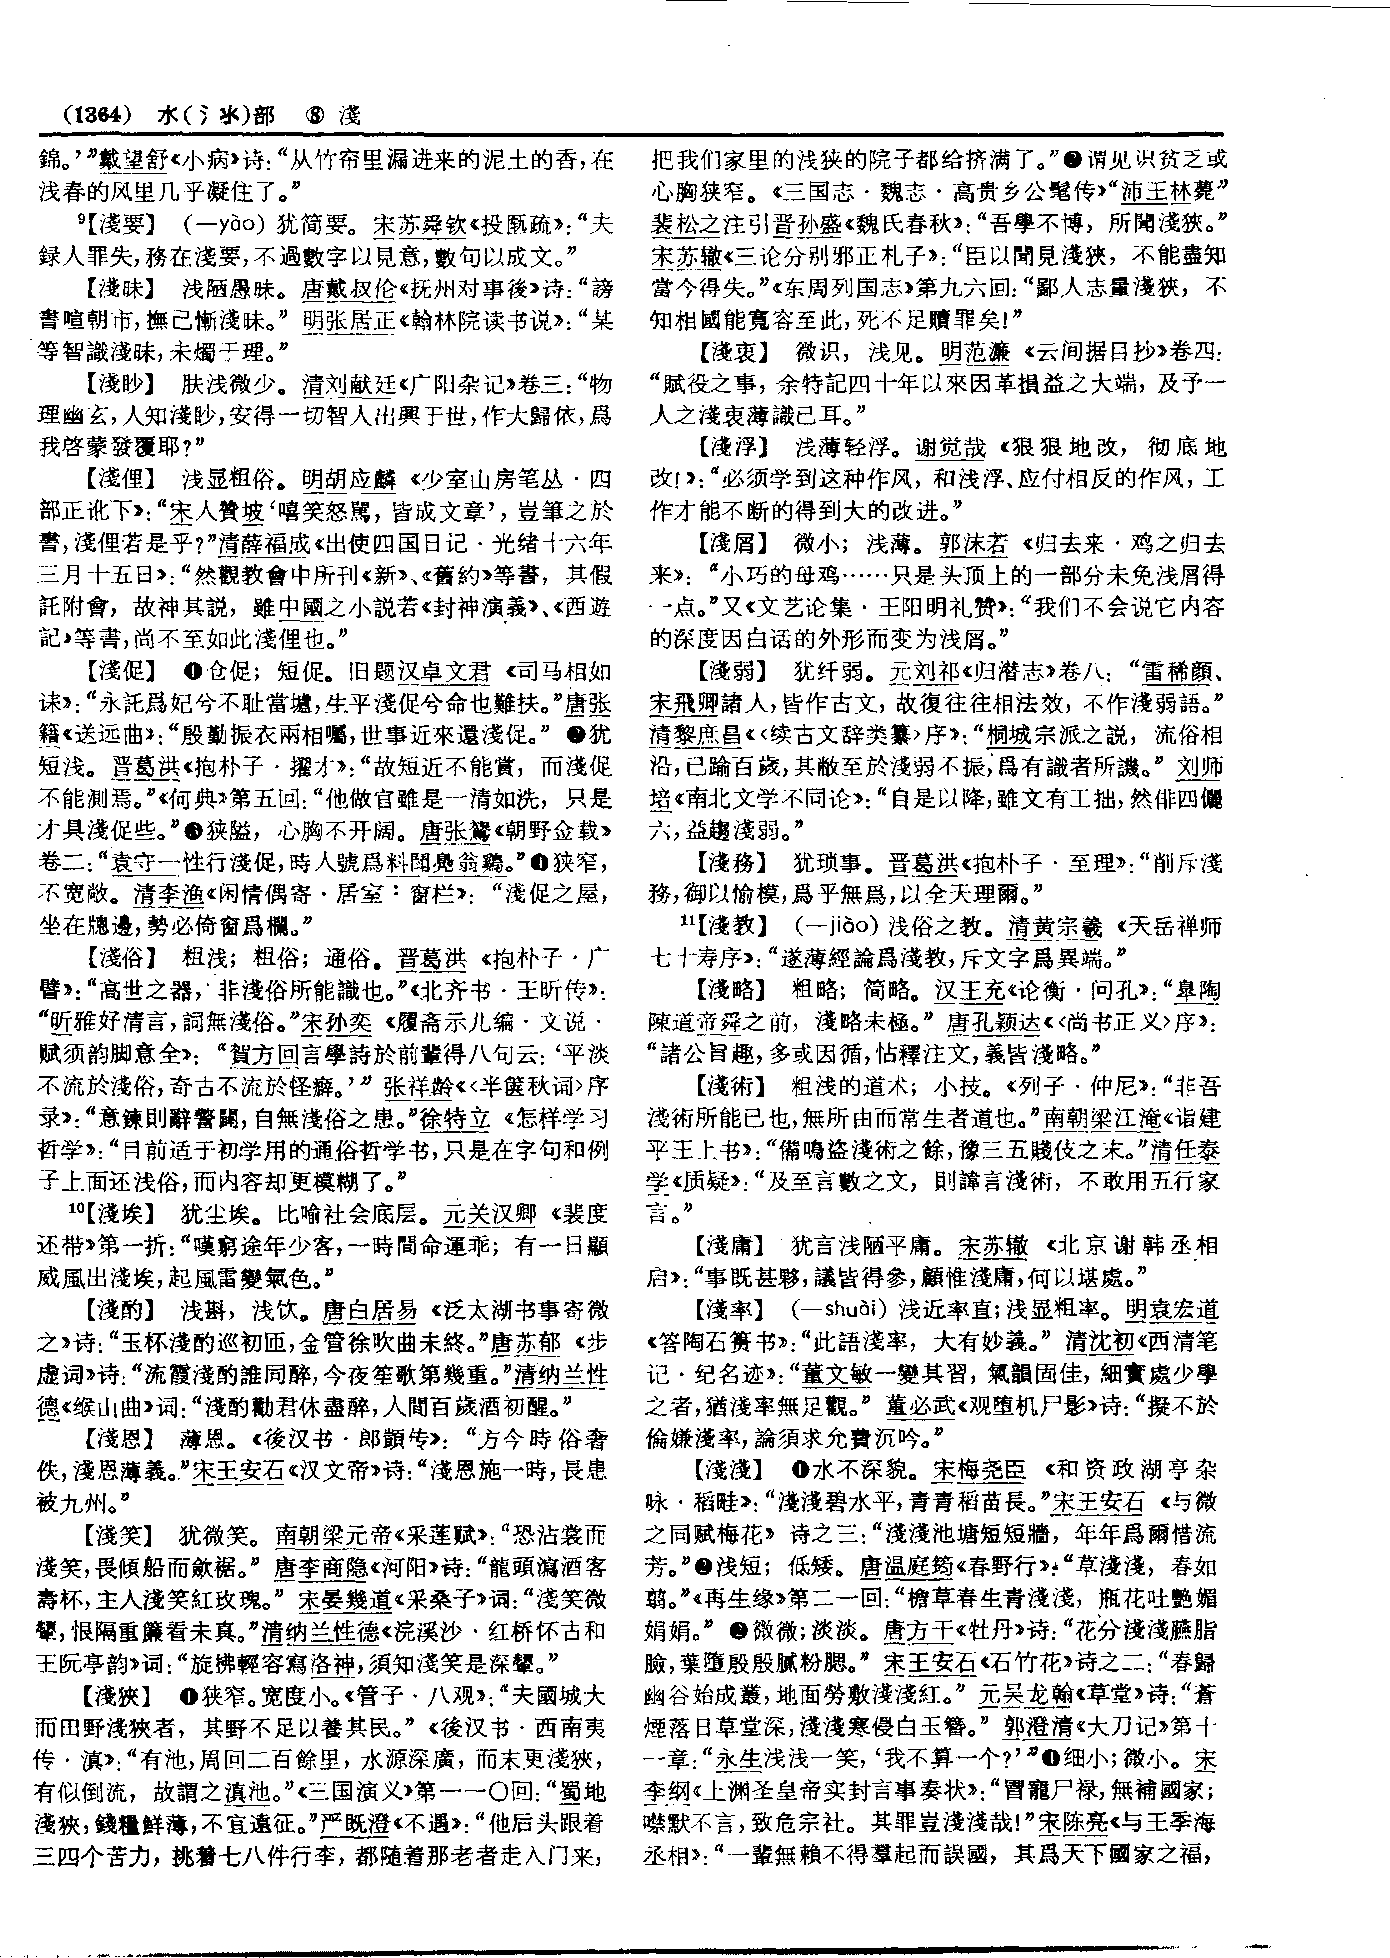 (1364) 水(氵氺)部 ⑧ 淺
錦。’”戴望舒《小病》诗：“从竹帘里漏进来的泥土的香，在
浅春的风里几乎凝住了。”
⁹【淺要】 (—yào) 犹简要。宋苏舜钦《投匦疏》：“夫
録人罪失，務在淺要，不過數字以見意，數句以成文。”
【淺昧】 浅陋愚昧。唐戴叔伦《抚州对事後》诗：“謗
書喧朝市，撫己慚淺昧。” 明张居正《翰林院读书说》：“某
等智識淺昧，未燭于理。”
【淺眇】 肤浅微少。清刘献廷《广阳杂记》卷三：“物
理幽玄，人知淺眇，安得一切智人出興于世，作大歸依，爲
我啓蒙發覆耶？”
【淺俚】 浅显粗俗。明胡应麟《少室山房笔丛·四
部正讹下》：“宋人贊坡‘嘻笑怒罵，皆成文章’，豈筆之於
書，淺俚若是乎？”清薛福成《出使四国日记·光绪十六年
三月十五日》：“然觀教會中所刊《新》、《舊約》等書，其假
託附會，故神其説，雖中國之小説若《封神演義》、《西遊
記》等書，尚不至如此淺俚也。”
【淺促】 ❶仓促；短促。旧题汉卓文君《司马相如
诔》：“永託爲妃兮不耻當壚，生平淺促兮命也難扶。”唐张
籍《送远曲》：“殷勤振衣兩相囑，世事近來還淺促。” ❷犹
短浅。晋葛洪《抱朴子·擢才》：“故短近不能賞，而淺促
不能測焉。”《何典》第五回：“他做官雖是一清如洗，只是
才具淺促些。”❸狭隘，心胸不开阔。唐张鷟《朝野佥载》
卷二：“袁守一性行淺促，時人號爲料鬭鳧翁鷄。”❹狭窄，
不宽敞。清李渔《闲情偶寄·居室：窗栏》：“淺促之屋，
坐在牕邊，勢必倚窗爲欄。”
【淺俗】 粗浅；粗俗；通俗。晋葛洪《抱朴子·广
譬》：“高世之器，非淺俗所能識也。”《北齐书·王昕传》：
“昕雅好清言，詞無淺俗。”宋孙奕《履斋示儿编·文说·
赋须韵脚意全》：“賀方回言學詩於前輩得八句云：‘平淡
不流於淺俗，奇古不流於怪癖。’” 张祥龄《〈半箧秋词〉序
录》：“意鍊則辭警闢，自無淺俗之患。”徐特立《怎样学习
哲学》：“目前适于初学用的通俗哲学书，只是在字句和例
子上面还浅俗，而内容却更模糊了。”
¹⁰【淺埃】 犹尘埃。比喻社会底层。元关汉卿《裴度
还带》第一折：“嘆窮途年少客，一時間命運乖；有一日顯
威風出淺埃，起風雷變氣色。”
【淺酌】 浅斟，浅饮。唐白居易《泛太湖书事寄微
之》诗：“玉杯淺酌巡初匝，金管徐吹曲未終。”唐苏郁《步
虚词》诗：“流霞淺酌誰同醉，今夜笙歌第幾重。”清纳兰性
德《缑山曲》词：“淺酌勸君休盡醉，人間百歲酒初醒。”
【淺恩】 薄恩。《後汉书·郎顗传》：“方今時俗奢
佚，淺恩薄義。”宋王安石《汉文帝》诗：“淺恩施一時，長患
被九州。”
【淺笑】 犹微笑。南朝梁元帝《采莲赋》：“恐沾裳而
淺笑，畏傾船而斂裾。” 唐李商隐《河阳》诗：“龍頭瀉酒客
壽杯，主人淺笑紅玫瑰。” 宋晏幾道《采桑子》词：“淺笑微
顰，恨隔重簾看未真。”清纳兰性德《浣溪沙·红桥怀古和
王阮亭韵》词：“旋拂輕容寫洛神，須知淺笑是深顰。”
【淺狹】 ❶狭窄。宽度小。《管子·八观》：“夫國城大
而田野淺狹者，其野不足以養其民。”《後汉书·西南夷
传·滇》：“有池，周回二百餘里，水源深廣，而末更淺狹，
有似倒流，故謂之滇池。”《三国演义》第一一〇回：“蜀地
淺狹，錢糧鮮薄，不宜遠征。”严既澄《不遇》：“他后头跟着
三四个苦力，挑着七八件行李，都随着那老者走入门来，
把我们家里的浅狭的院子都给挤满了。”❷谓见识贫乏或
心胸狭窄。《三国志·魏志·高贵乡公髦传》“沛王林薨”
裴松之注引晋孙盛《魏氏春秋》：“吾學不博，所聞淺狹。”
宋苏辙《三论分别邪正札子》：“臣以聞見淺狹，不能盡知
當今得失。”《东周列国志》第九六回：“鄙人志量淺狹，不
知相國能寬容至此，死不足贖罪矣！”
【淺衷】 微识，浅见。明范濂《云间据目抄》卷四：
“賦役之事，余特記四十年以來因革損益之大端，及予一
人之淺衷薄識已耳。”
【淺浮】 浅薄轻浮。谢觉哉《狠狠地改，彻底地
改！》：“必须学到这种作风，和浅浮、应付相反的作风，工
作才能不断的得到大的改进。”
【淺屑】 微小；浅薄。郭沫若《归去来·鸡之归去
来》：“小巧的母鸡……只是头顶上的一部分未免浅屑得
一点。”又《文艺论集·王阳明礼赞》：“我们不会说它内容
的深度因白话的外形而变为浅屑。”
【淺弱】 犹纤弱。元刘祁《归潜志》卷八：“雷稀顔、
宋飛卿諸人，皆作古文，故復往往相法效，不作淺弱語。”
清黎庶昌《〈续古文辞类纂〉序》：“桐城宗派之説，流俗相
沿，已踰百歲，其敝至於淺弱不振，爲有識者所譏。” 刘师
培《南北文学不同论》：“自是以降，雖文有工拙，然俳四儷
六，益趨淺弱。”
【淺務】 犹琐事。晋葛洪《抱朴子·至理》：“削斥淺
務，御以愉模，爲乎無爲，以全天理爾。”
¹¹【淺教】 (—jiào) 浅俗之教。清黄宗羲《天岳禅师
七十寿序》：“遂薄經論爲淺教，斥文字爲異端。”
【淺略】 粗略；简略。汉王充《论衡·问孔》：“皋陶
陳道帝舜之前，淺略未極。” 唐孔颖达《〈尚书正义〉序》：
“諸公旨趣，多或因循，怗釋注文，義皆淺略。”
【淺術】 粗浅的道术；小技。《列子·仲尼》：“非吾
淺術所能已也，無所由而常生者道也。”南朝梁江淹《诣建
平王上书》：“備鳴盜淺術之餘，豫三五賤伎之末。”清任泰
学《质疑》：“及至言數之文，則諱言淺術，不敢用五行家
言。”
【淺庸】 犹言浅陋平庸。宋苏辙《北京谢韩丞相
启》：“事既甚夥，議皆得參，顧惟淺庸，何以堪處。”
【淺率】 (—shuài) 浅近率直；浅显粗率。明袁宏道
《答陶石篑书》：“此語淺率，大有妙義。” 清沈初《西清笔
记·纪名迹》：“董文敏一變其習，氣韻固佳，細實處少學
之者，猶淺率無足觀。” 董必武《观堕机尸影》诗：“擬不於
倫嫌淺率，論須求允費沉吟。”
【淺淺】 ❶水不深貌。宋梅尧臣《和资政湖亭杂
咏·稻畦》：“淺淺碧水平，青青稻苗長。”宋王安石《与微
之同赋梅花》诗之三：“淺淺池塘短短牆，年年爲爾惜流
芳。”❷浅短；低矮。唐温庭筠《春野行》：“草淺淺，春如
翦。”《再生缘》第二一回：“檐草春生青淺淺，瓶花吐艷媚
娟娟。” ❸微微；淡淡。唐方干《牡丹》诗：“花分淺淺臙脂
臉，葉墮殷殷膩粉腮。” 宋王安石《石竹花》诗之二：“春歸
幽谷始成叢，地面勞敷淺淺紅。” 元吴龙翰《草堂》诗：“蒼
煙落日草堂深，淺淺寒侵白玉簪。” 郭澄清《大刀记》第十
一章：“永生浅浅一笑，‘我不算一个？’”❹细小；微小。宋
李纲《上渊圣皇帝实封言事奏状》：“冒寵尸禄，無補國家；
噤默不言，致危宗社。其罪豈淺淺哉！”宋陈亮《与王季海
丞相》：“一輩無賴不得羣起而誤國，其爲天下國家之福，